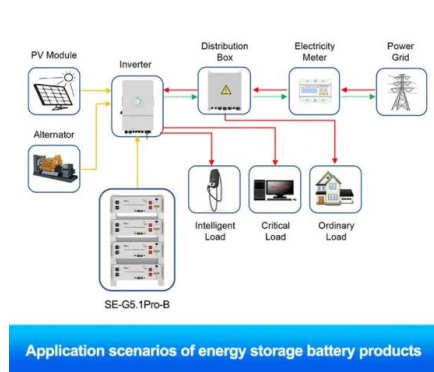 PV Module
Inverter
Distribution
Box
Electricity
Meter
Power
Grid
Alternator
Intelligent
Load
Critical
Load
Ordinary
Load
SE-G5.1Pro-B
Application scenarios of energy storage battery products